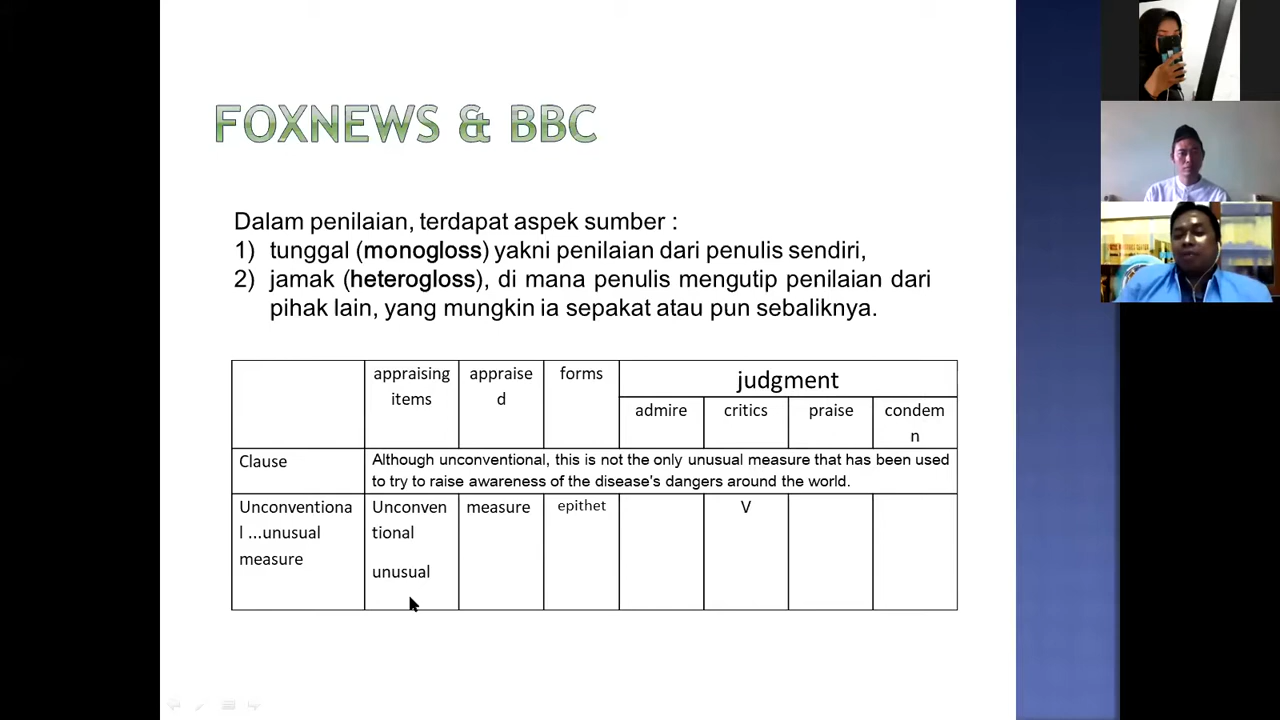 FOXNEWS & BBC
Dalam penilaian, terdapat aspek sumber :
1) tunggal (monogloss) yakni penilaian dari penulis sendiri,
2) jamak (heterogloss), di mana penulis mengutip penilaian dari
pihak lain, yang mungkin ia sepakat atau pun sebaliknya.
appraising
items
appraise
d
forms
judgment
admire
critics
praise
condem
n
Clause
Although unconventional, this is not the only unusual measure that has been used
to try to raise awareness of the disease's dangers around the world.
Unconventiona
l ...unusual
measure
Unconven
tional
unusual
measure
epithet
V